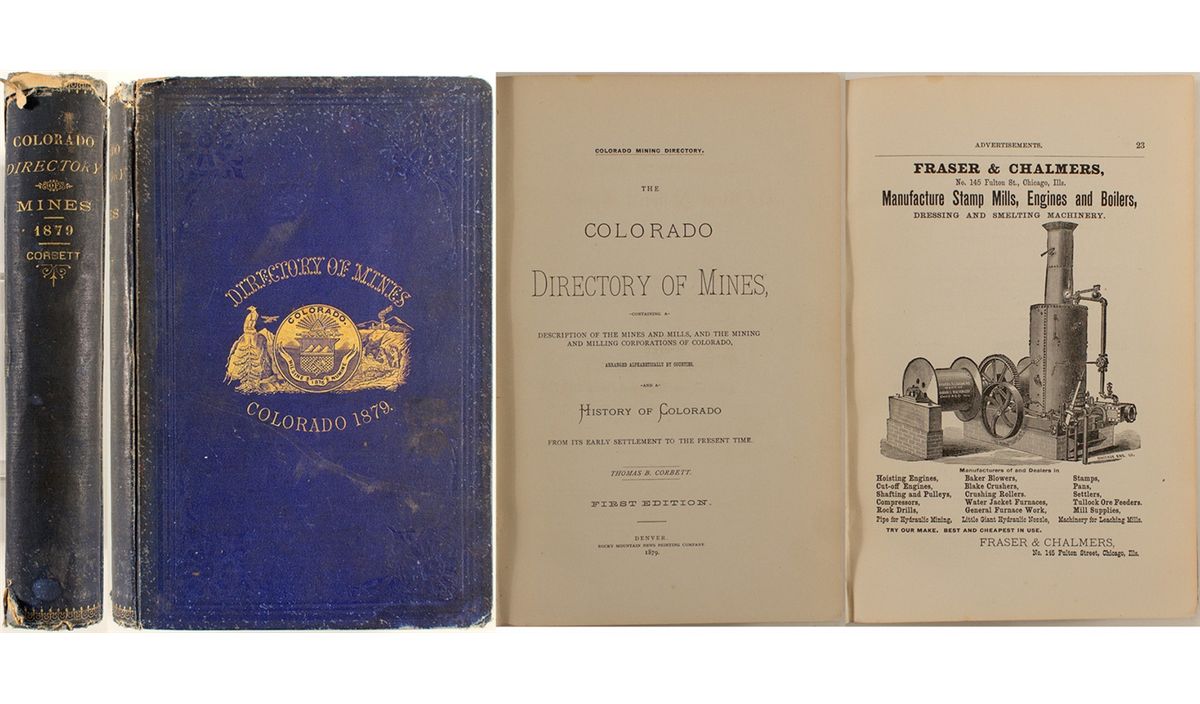 COLORADO
DIRECTORY
OF
MINES
1879
CORBETT
DIRECTORY OF MINES
COLORADO.
1876
COLORADO 1879.
COLORADO MINING DIRECTORY.
THE
COLORADO
DIRECTORY OF MINES,
-CONTAINING A-
DESCRIPTION OF THE MINES AND MILLS, AND THE MINING
AND MILLING CORPORATIONS OF COLORADO,
ARRANGED ALPHABETICALLY BY COUNTIES,
-AND A-
HISTORY OF COLORADO
FROM ITS EARLY SETTLEMENT TO THE PRESENT TIME.
THOMAS B. CORBETT.
FIRST EDITION.
DENVER.
ROCKY MOUNTAIN NEWS PRINTING COMPANY.
1879.
ADVERTISEMENTS. 23
FRASER & CHALMERS,
No. 145 Fulton St., Chicago, Ills.
Manufacture Stamp Mills, Engines and Boilers,
DRESSING AND SMELTING MACHINERY.
Manufacturers of and Dealers in
Hoisting Engines, Baker Blowers, Stamps,
Cut-off Engines, Blake Crushers, Pans,
Shafting and Pulleys, Crushing Rollers. Settlers,
Compressors, Water Jacket Furnaces, Tullock Ore Feeders.
Rock Drills, General Furnace Work, Mill Supplies,
Pipe for Hydraulic Mining, Little Giant Hydraulic Nozzle, Machinery for Leaching Mills.
TRY OUR MAKE. BEST AND CHEAPEST IN USE.
FRASER & CHALMERS,
No. 145 Fulton Street, Chicago, Ills.